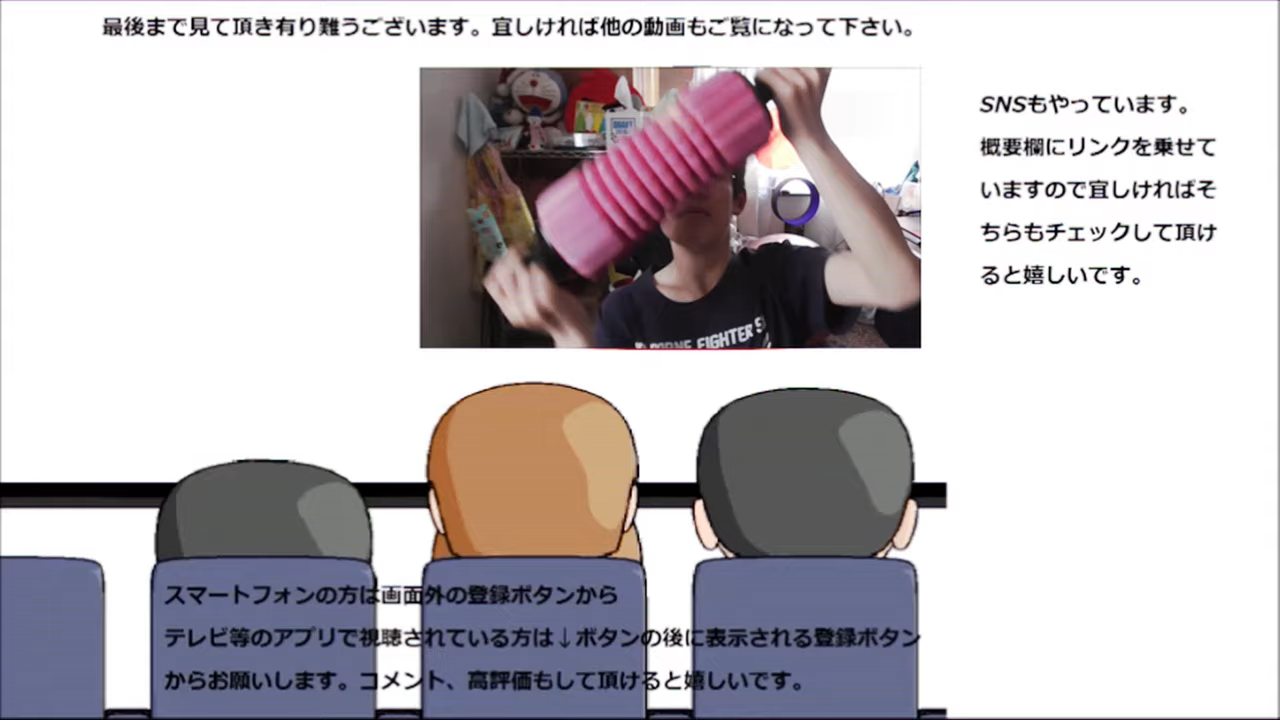 最後まで見て頂き有り難うございます。宜しければ他の動画もご覧になって下さい。
SNSもやっています。
概要欄にリンクを乗せて
いますので宜しければそ
ちらもチェックして頂け
ると嬉しいです。
FIGHTER
スマートフォンの方は画面外の登録ボタンから
テレビ等のアプリで視聴されている方は↓ボタンの後に表示される登録ボタン
からお願いします。コメント、高評価もして頂けると嬉しいです。